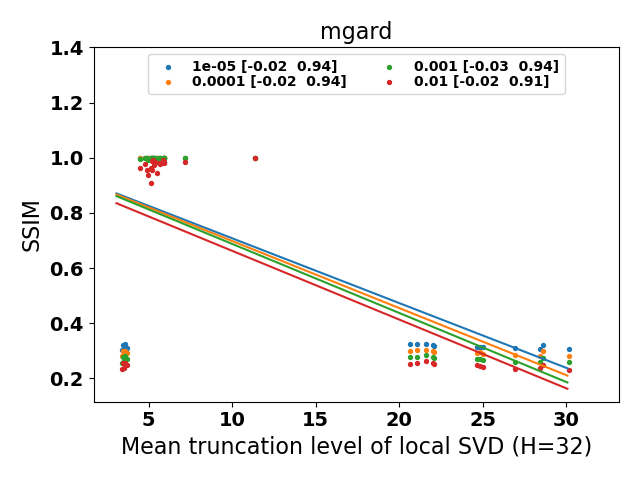 mgard
1e-05 [-0.02  0.94]
0.0001 [-0.02  0.94]
0.001 [-0.03  0.94]
0.01 [-0.02  0.91]
SSIM
1.4
1.2
1.0
0.8
0.6
0.4
0.2
5 10 15 20 25 30
Mean truncation level of local SVD (H=32)